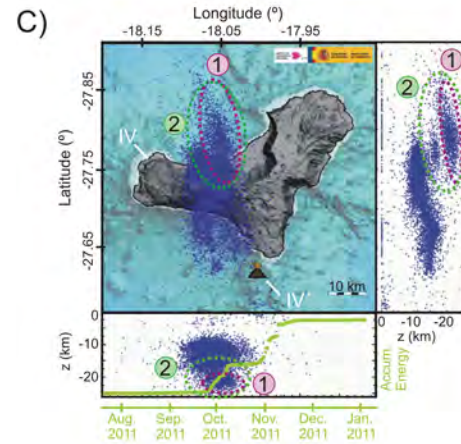 C)
Longitude (º)
-18.15 -18.05 -17.95
Latitude (º)
-27.85
-27.75
-27.65
1
2
IV
IV'
10 km
1
2
-10 -20
z (km)
z (km)
0
-10
-20
2
1
Accum.
Energy
Aug. 2011
Sep. 2011
Oct. 2011
Nov. 2011
Dec. 2011
Jan. 2011